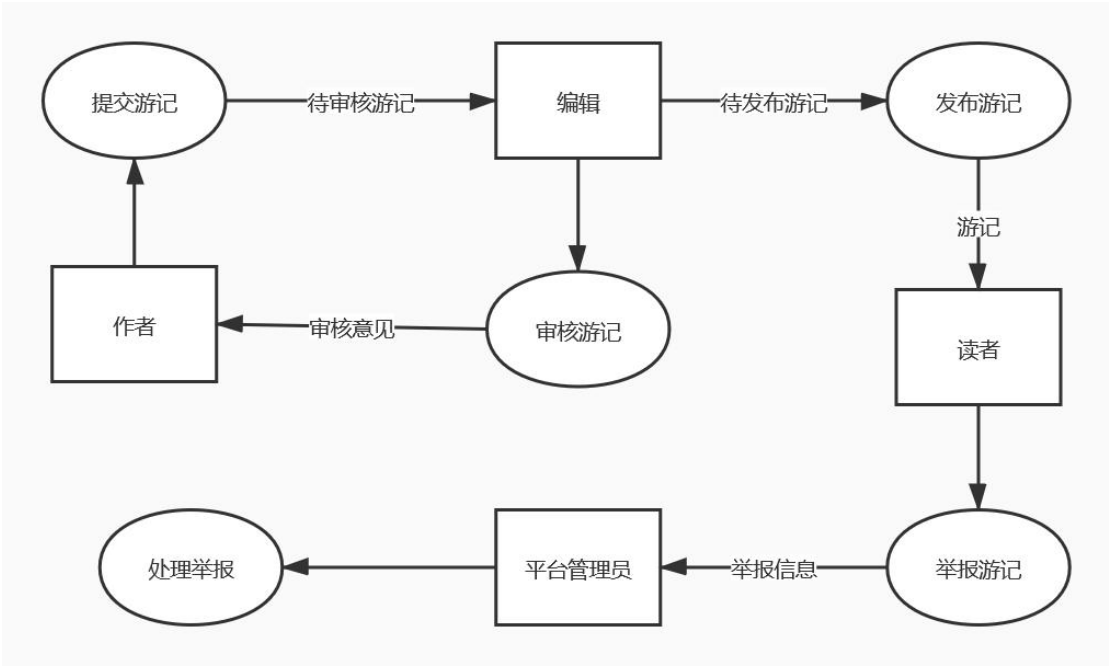 提交游记
待审核游记
编辑
待发布游记
发布游记
游记
作者
审核意见
审核游记
读者
处理举报
平台管理员
举报信息
举报游记